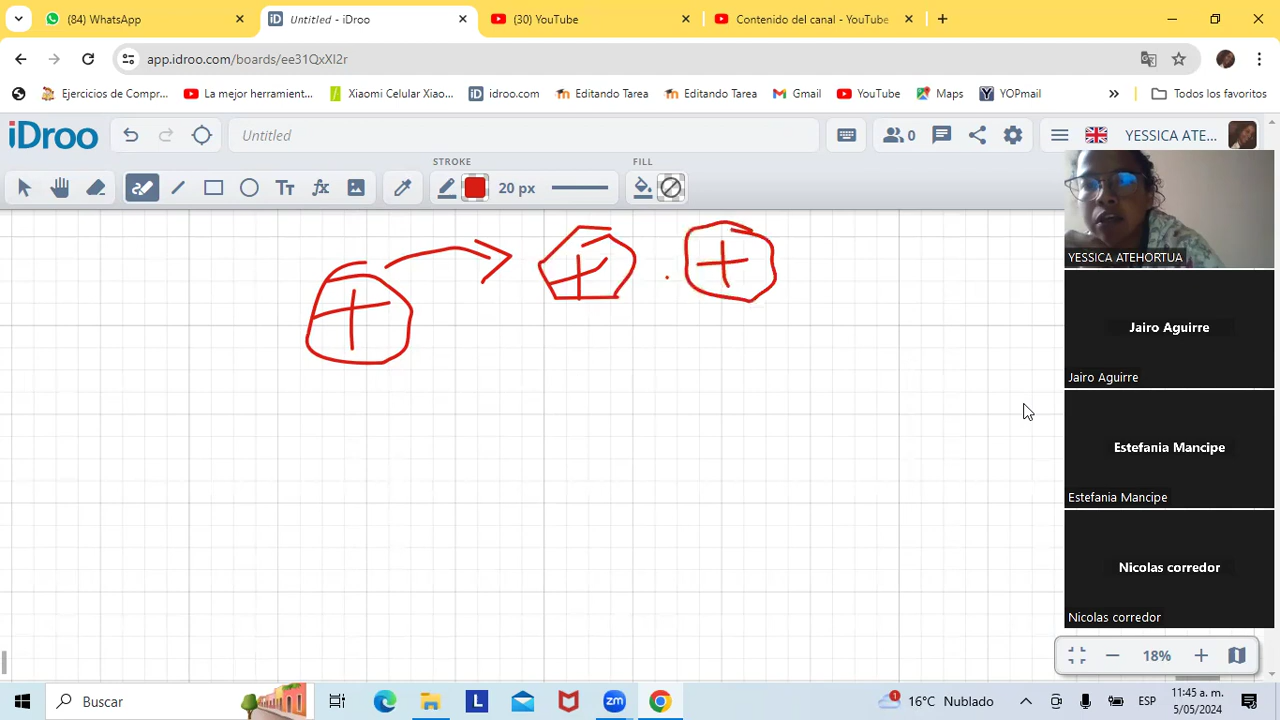 (84) WhatsApp
Untitled - iDroo
(30) YouTube
Contenido del canal - YouTube
app.idroo.com/boards/ee31QxXl2r
Ejercicios de Compr...
La mejor herramient...
Xiaomi Celular Xiao...
idroo.com
Editando Tarea
Editando Tarea
Gmail
YouTube
Maps
YOPmail
Todos los favoritos
iDroo
Untitled
0
YESSICA ATE...
STROKE
FILL
20 px
+
+ . +
YESSICA ATEHORTUA
Jairo Aguirre
Jairo Aguirre
Estefania Mancipe
Estefania Mancipe
Nicolas corredor
Nicolas corredor
18%
Buscar
16°C Nublado
ESP
11:45 a. m.
5/05/2024